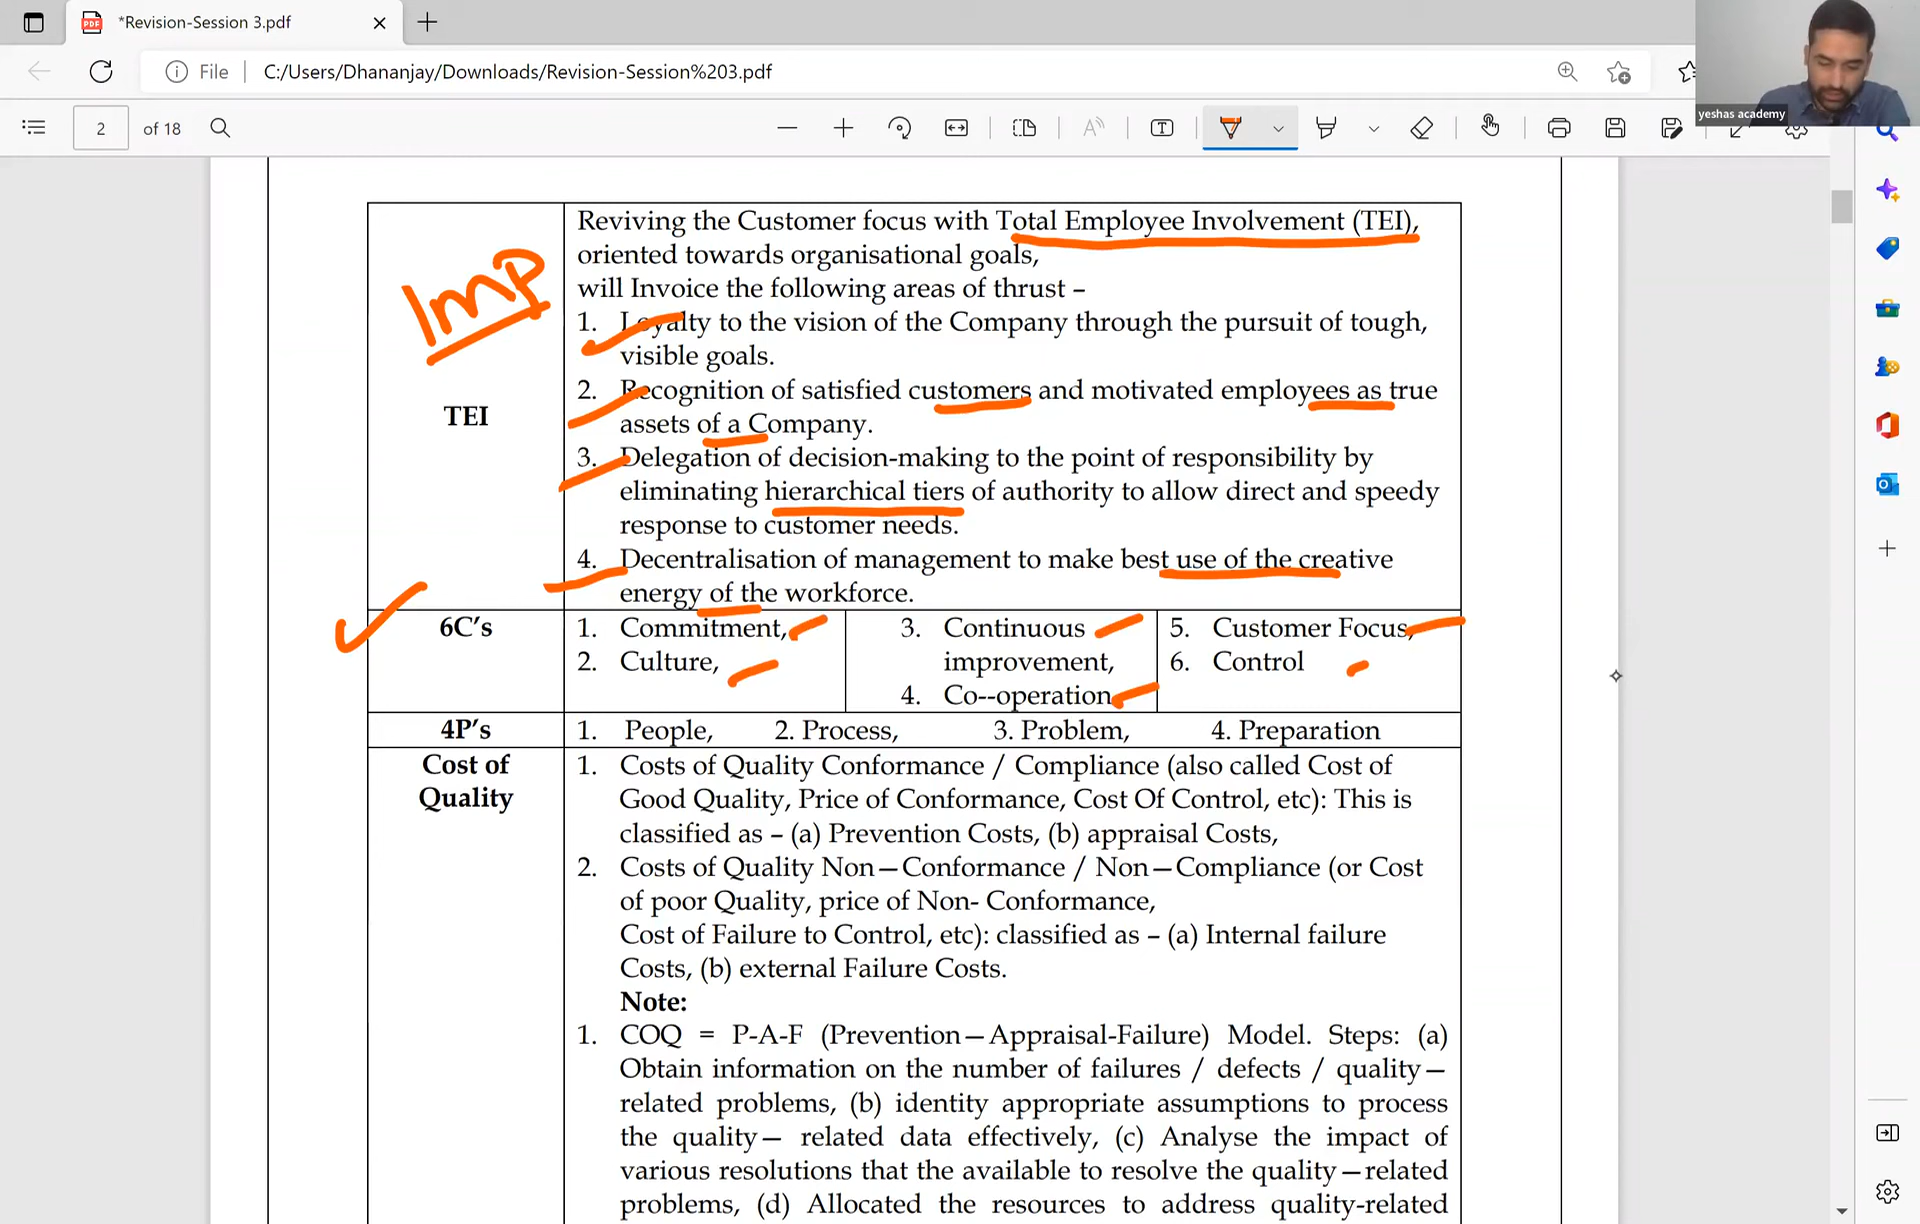 *Revision-Session 3.pdf
File
C:/Users/Dhananjay/Downloads/Revision-Session%203.pdf
yeshas academy
2 of 18
Reviving the Customer focus with Total Employee Involvement (TEI),
oriented towards organisational goals,
will Invoice the following areas of thrust –
IMP
TEI
1. Loyalty to the vision of the Company through the pursuit of tough,
visible goals.
2. Recognition of satisfied customers and motivated employees as true
assets of a Company.
3. Delegation of decision-making to the point of responsibility by
eliminating hierarchical tiers of authority to allow direct and speedy
response to customer needs.
4. Decentralisation of management to make best use of the creative
energy of the workforce.
6C's
1. Commitment,
2. Culture,
3. Continuous
improvement,
4. Co--operation
5. Customer Focus,
6. Control
4P's
1. People, 2. Process, 3. Problem, 4. Preparation
Cost of
Quality
1. Costs of Quality Conformance / Compliance (also called Cost of
Good Quality, Price of Conformance, Cost Of Control, etc): This is
classified as – (a) Prevention Costs, (b) appraisal Costs,
2. Costs of Quality Non—Conformance / Non—Compliance (or Cost
of poor Quality, price of Non- Conformance,
Cost of Failure to Control, etc): classified as – (a) Internal failure
Costs, (b) external Failure Costs.
Note:
1. COQ = P-A-F (Prevention—Appraisal-Failure) Model. Steps: (a)
Obtain information on the number of failures / defects / quality—
related problems, (b) identity appropriate assumptions to process
the quality— related data effectively, (c) Analyse the impact of
various resolutions that the available to resolve the quality—related
problems, (d) Allocated the resources to address quality-related